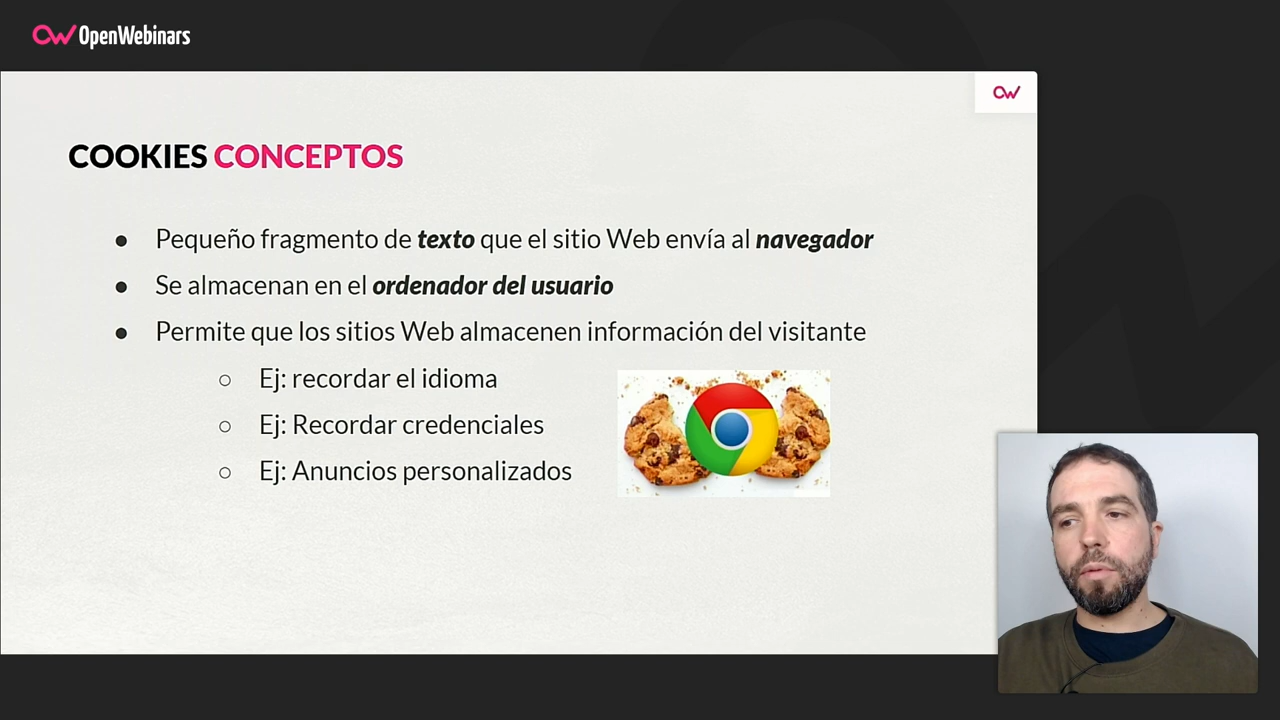 OpenWebinars
COOKIES CONCEPTOS
● Pequeño fragmento de texto que el sitio Web envía al navegador
● Se almacenan en el ordenador del usuario
● Permite que los sitios Web almacenen información del visitante
○ Ej: recordar el idioma
○ Ej: Recordar credenciales
○ Ej: Anuncios personalizados